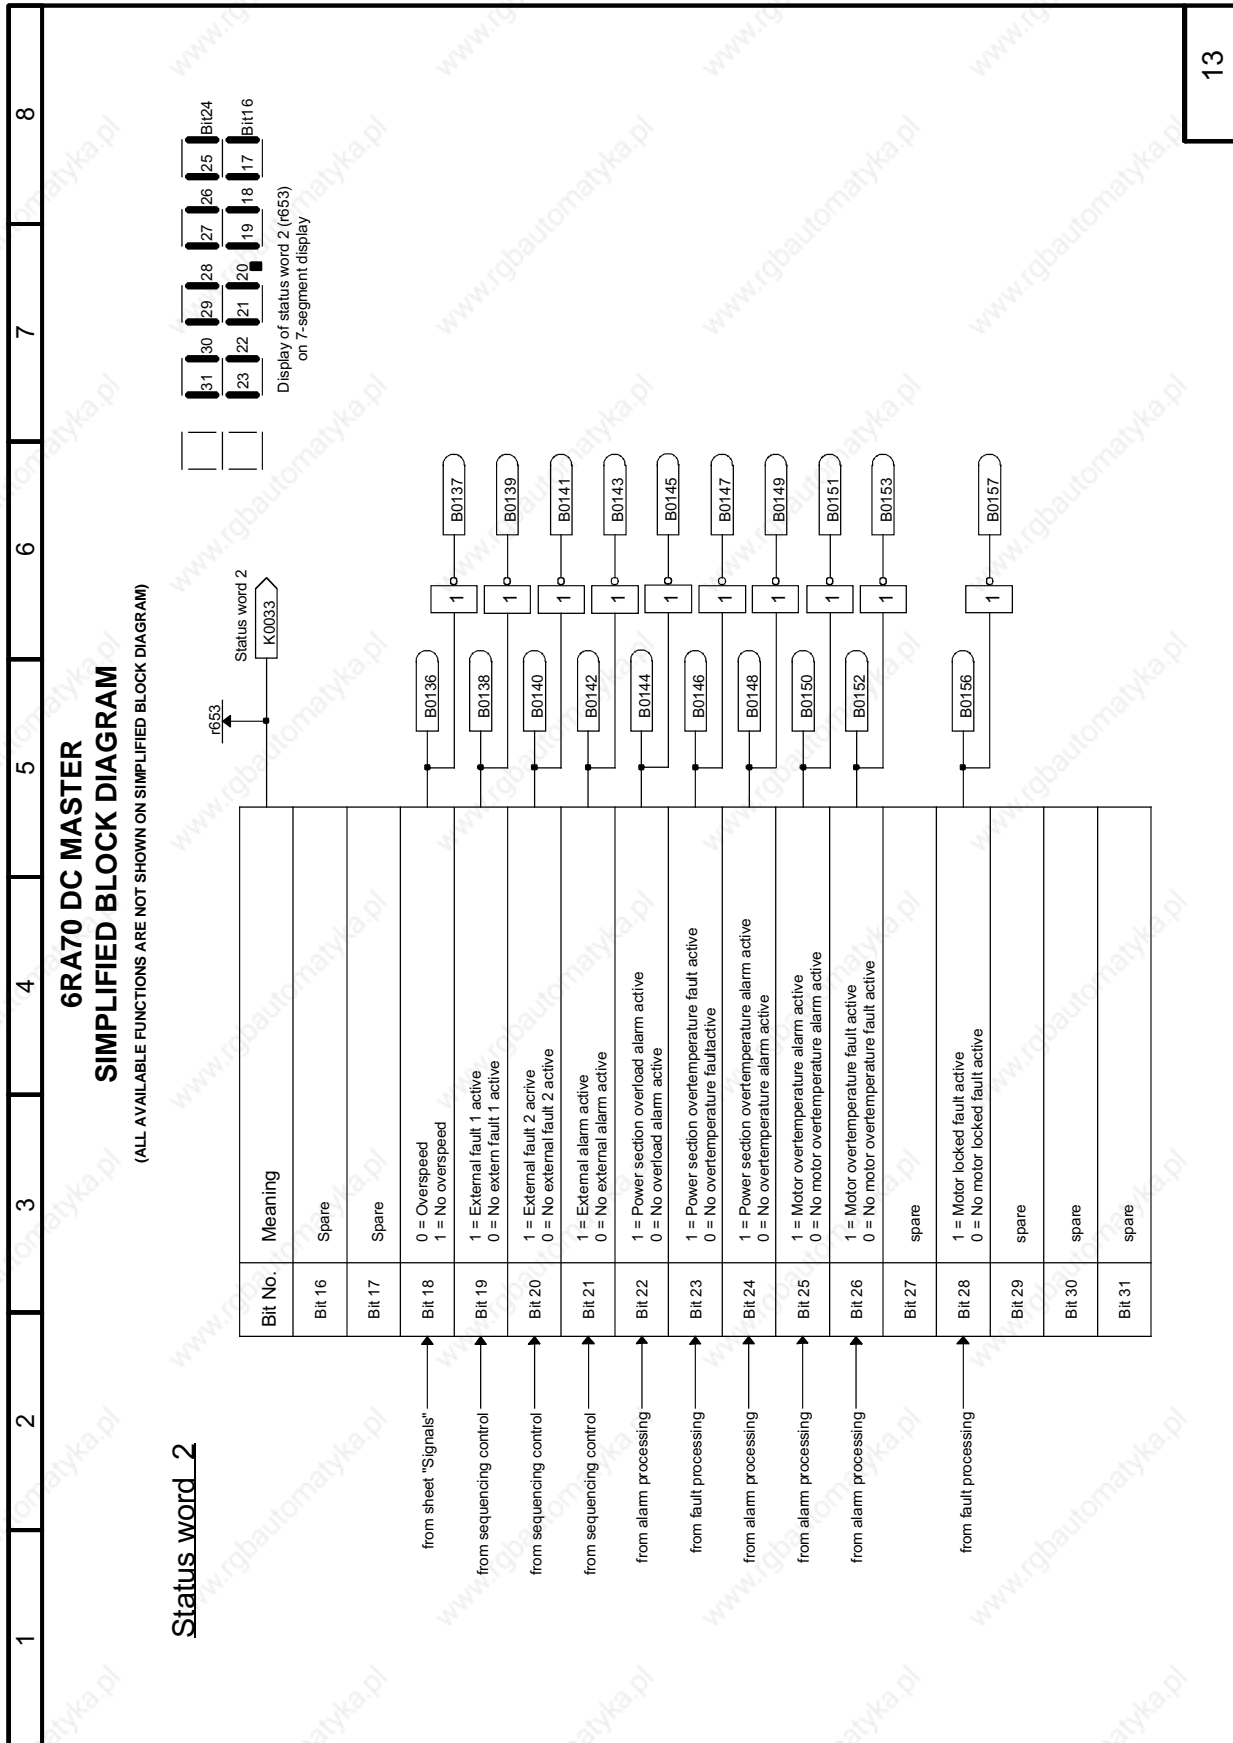 1 2 3 4 5 6 7 8
6RA70 DC MASTER
SIMPLIFIED BLOCK DIAGRAM
(ALL AVAILABLE FUNCTIONS ARE NOT SHOWN ON SIMPLIFIED BLOCK DIAGRAM)
Status word 2
31 30 29 28 27 26 25 Bit24
23 22 21 20 19 18 17 Bit16
Display of status word 2 (r653)
on 7-segment display
r653
Status word 2
K0033
Bit No. Meaning
Bit 16 Spare
Bit 17 Spare
from sheet "Signals" Bit 18 0 = Overspeed
1 = No overspeed
B0136
1 B0137
from sequencing control Bit 19 1 = External fault 1 active
0 = No extern fault 1 active
B0138
1 B0139
from sequencing control Bit 20 1 = External fault 2 acrive
0 = No external fault 2 active
B0140
1 B0141
from sequencing control Bit 21 1 = External alarm active
0 = No external alarm active
B0142
1 B0143
from alarm processing Bit 22 1 = Power section overload alarm active
0 = No overload alarm active
B0144
1 B0145
from fault processing Bit 23 1 = Power section overtemperature fault active
0 = No overtemperature faultactive
B0146
1 B0147
from alarm processing Bit 24 1 = Power section overtemperature alarm active
0 = No overtemperature alarm active
B0148
1 B0149
from alarm processing Bit 25 1 = Motor overtemperature alarm active
0 = No motor overtemperature alarm active
B0150
1 B0151
from alarm processing Bit 26 1 = Motor overtemperature fault active
0 = No motor overtemperature fault active
B0152
1 B0153
Bit 27 spare
from fault processing Bit 28 1 = Motor locked fault active
0 = No motor locked fault active
B0156
1 B0157
Bit 29 spare
Bit 30 spare
Bit 31 spare
13
www.rgbautomatyka.pl